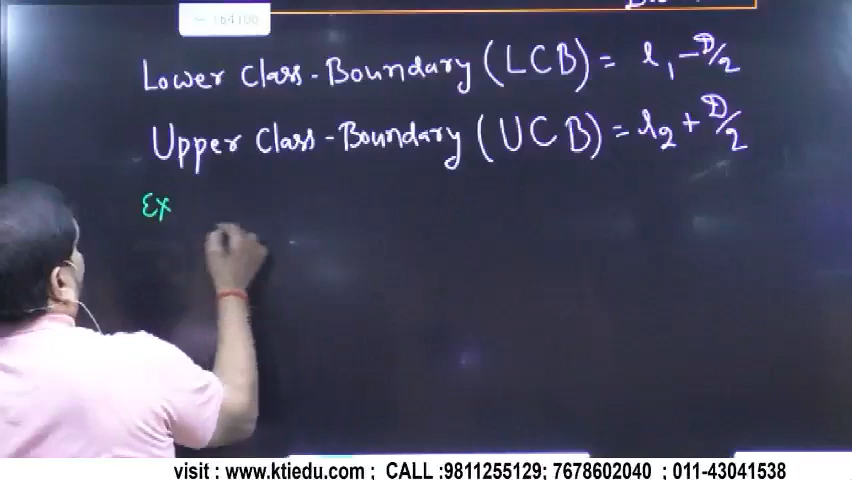 Lower Class-Boundary (LCB) = l₁ - D/2
Upper Class-Boundary (UCB) = l₂ + D/2
Ex
visit : www.ktiedu.com ; CALL :9811255129; 7678602040 ; 011-43041538